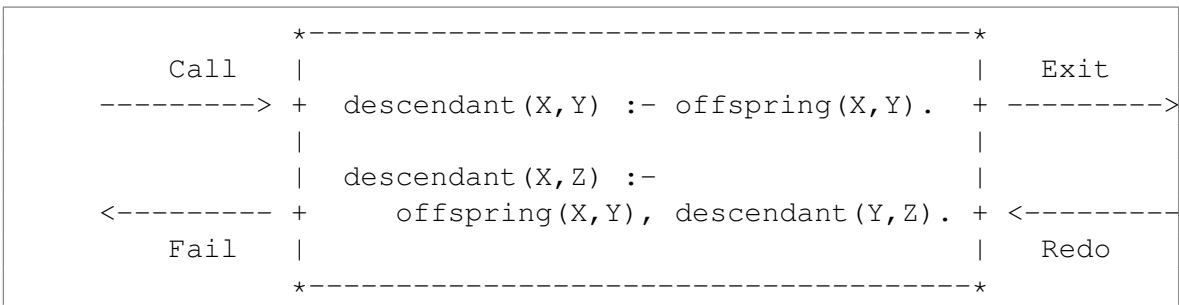 *--------------------------------------*
Call | | Exit
---------> + descendant(X,Y) :- offspring(X,Y). + --------->
| |
| descendant(X,Z) :- |
<--------- + offspring(X,Y), descendant(Y,Z). + <---------
Fail | | Redo
*--------------------------------------*